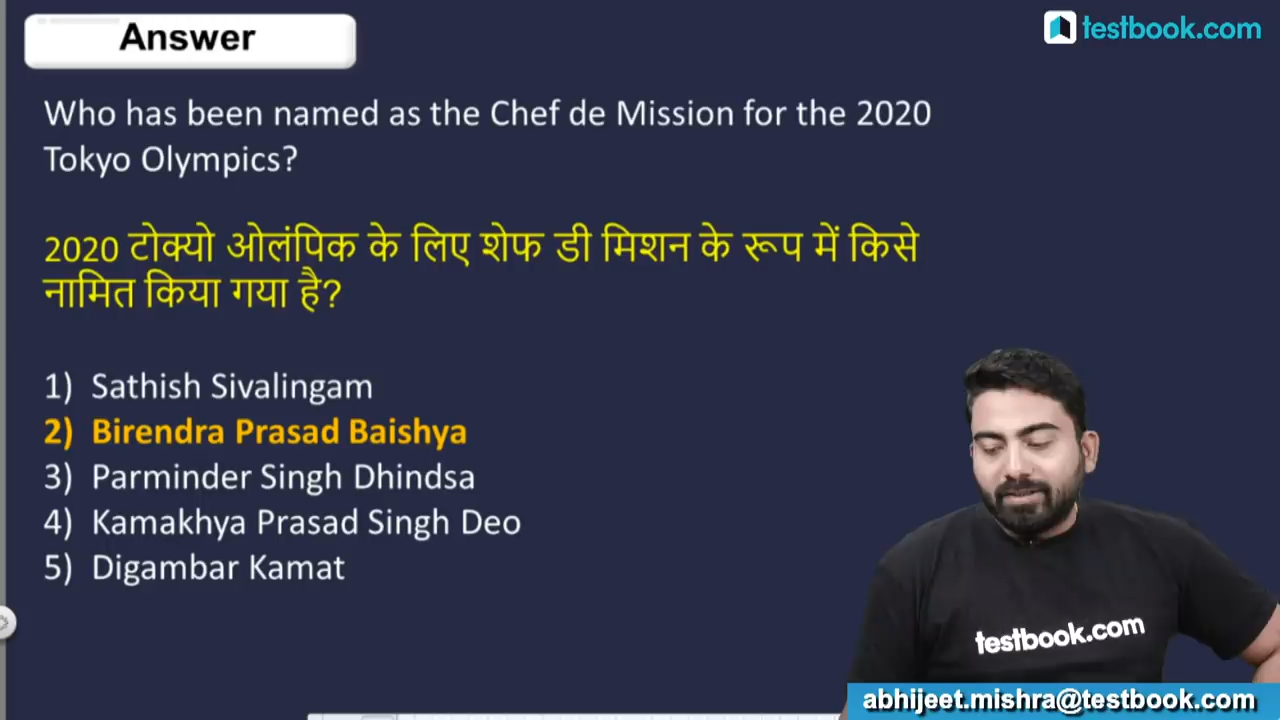 Answer
testbook.com
Who has been named as the Chef de Mission for the 2020
Tokyo Olympics?
2020 टोक्यो ओलंपिक के लिए शेफ डी मिशन के रूप में किसे
नामित किया गया है?
1) Sathish Sivalingam
2) Birendra Prasad Baishya
3) Parminder Singh Dhindsa
4) Kamakhya Prasad Singh Deo
5) Digambar Kamat
testbook.com
abhijeet.mishra@testbook.com